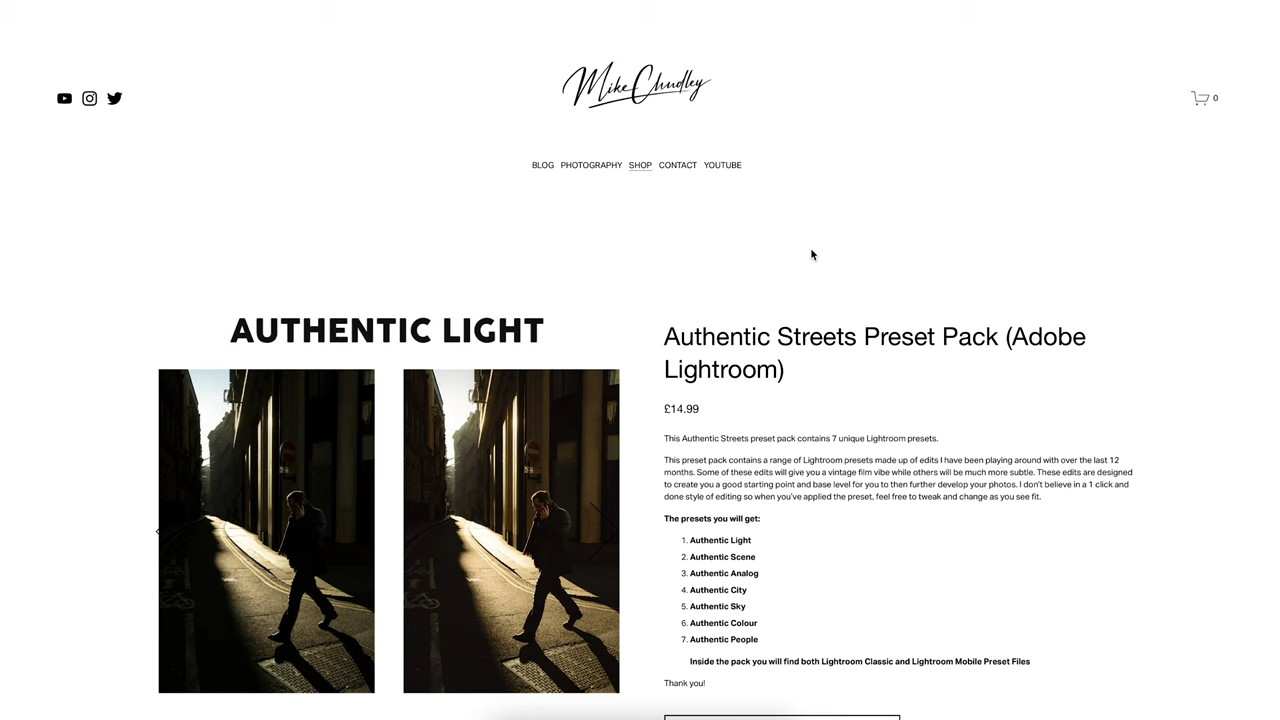 Mike Chudley
0
BLOG PHOTOGRAPHY SHOP CONTACT YOUTUBE
AUTHENTIC LIGHT
Authentic Streets Preset Pack (Adobe
Lightroom)
£14.99
This Authentic Streets preset pack contains 7 unique Lightroom presets.
This preset pack contains a range of Lightroom presets made up of edits I have been playing around with over the last 12
months. Some of these edits will give you a vintage film vibe while others will be much more subtle. These edits are designed
to create you a good starting point and base level for you to then further develop your photos. I don't believe in a 1 click and
done style of editing so when you've applied the preset, feel free to tweak and change as you see fit.
The presets you will get:
1. Authentic Light
2. Authentic Scene
3. Authentic Analog
4. Authentic City
5. Authentic Sky
6. Authentic Colour
7. Authentic People
Inside the pack you will find both Lightroom Classic and Lightroom Mobile Preset Files
Thank you!